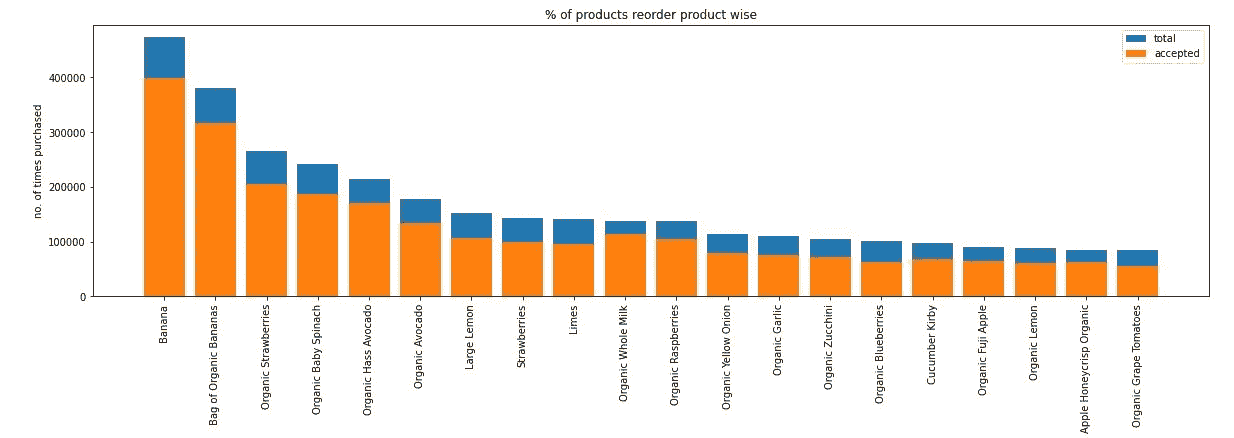 % of products reorder product wise
total
accepted
no. of times purchased
400000
300000
200000
100000
0
Banana
Bag of Organic Bananas
Organic Strawberries
Organic Baby Spinach
Organic Hass Avocado
Organic Avocado
Large Lemon
Strawberries
Limes
Organic Whole Milk
Organic Raspberries
Organic Yellow Onion
Organic Garlic
Organic Zucchini
Organic Blueberries
Cucumber Kirby
Organic Fuji Apple
Organic Lemon
Apple Honeycrisp Organic
Organic Grape Tomatoes